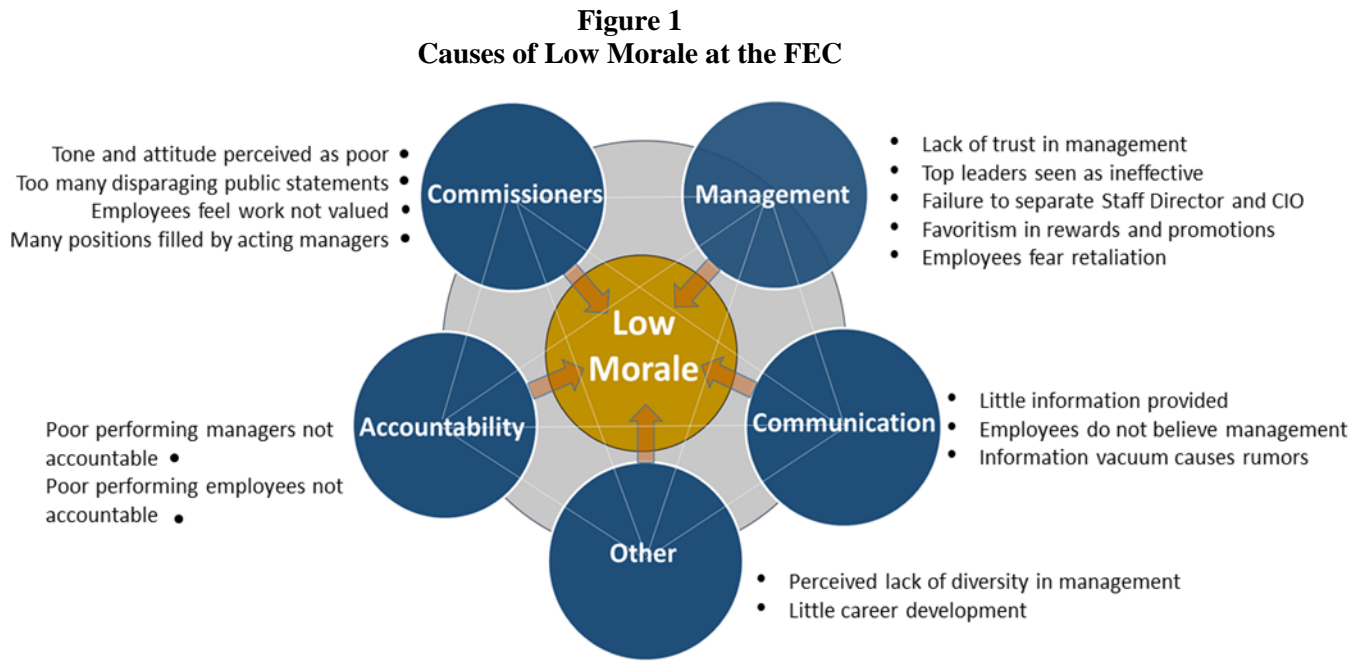 Figure 1
Causes of Low Morale at the FEC
Commissioners
Tone and attitude perceived as poor •
Too many disparaging public statements •
Employees feel work not valued •
Many positions filled by acting managers •
Management
• Lack of trust in management
• Top leaders seen as ineffective
• Failure to separate Staff Director and CIO
• Favoritism in rewards and promotions
• Employees fear retaliation
Low
Morale
Accountability
Poor performing managers not
accountable •
Poor performing employees not
accountable •
Communication
• Little information provided
• Employees do not believe management
• Information vacuum causes rumors
Other
• Perceived lack of diversity in management
• Little career development